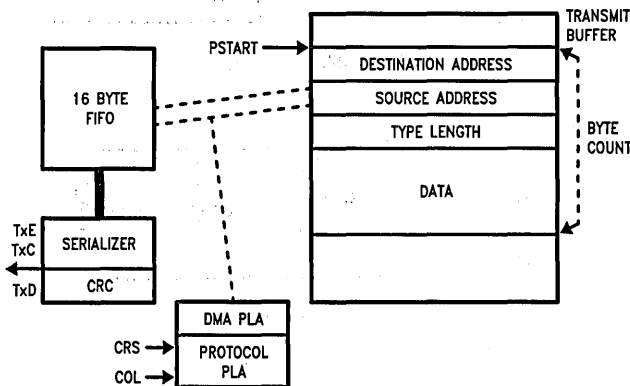 TRANSMIT
BUFFER
PSTART
DESTINATION ADDRESS
16 BYTE
FIFO
SOURCE ADDRESS
TYPE LENGTH
BYTE
COUNT
DATA
TxE
TxC
SERIALIZER
TxD
CRC
DMA PLA
CRS
PROTOCOL
PLA
COL